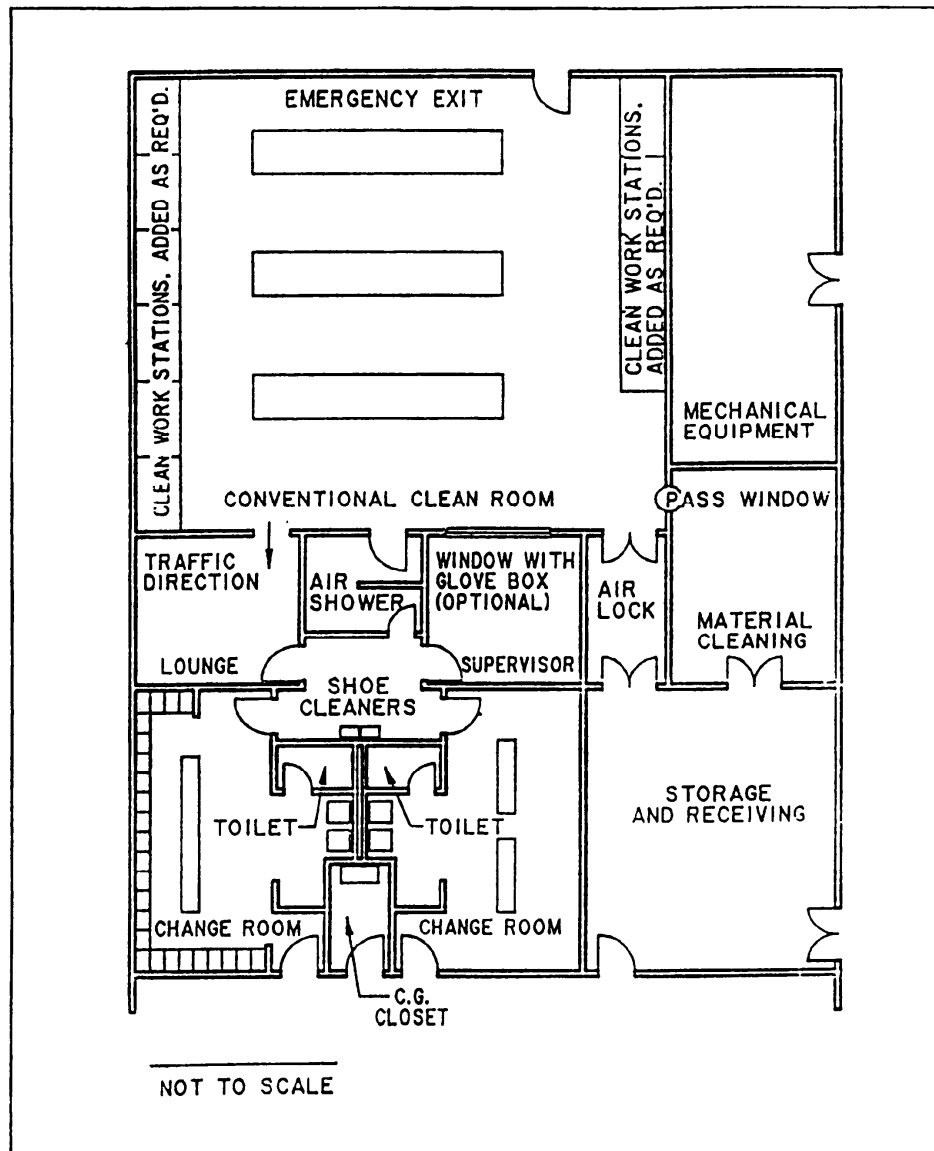 EMERGENCY EXIT
CLEAN WORK STATIONS, ADDED AS REQ'D.
CLEAN WORK STATIONS.
ADDED AS REQ'D.
MECHANICAL
EQUIPMENT
CONVENTIONAL CLEAN ROOM
PASS WINDOW
TRAFFIC
DIRECTION
AIR
SHOWER
WINDOW WITH
GLOVE BOX
(OPTIONAL)
AIR
LOCK
MATERIAL
CLEANING
LOUNGE
SUPERVISOR
SHOE
CLEANERS
STORAGE
AND RECEIVING
TOILET
TOILET
CHANGE ROOM
CHANGE ROOM
C.G.
CLOSET
NOT TO SCALE